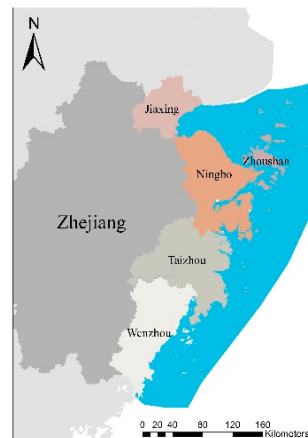 N
Jiaxing
Zhoushan
Ningbo
Zhejiang
Taizhou
Wenzhou
0 20 40 80 120 160
Kilometers